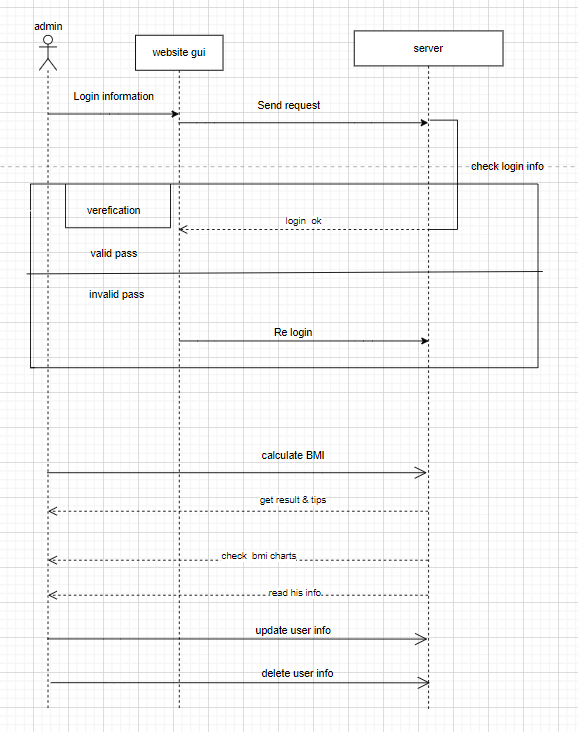 admin
website gui
server
Login information
Send request
check login info
verefication
login ok
valid pass
invalid pass
Re login
calculate BMI
get result & tips
check bmi charts
read his info
update user info
delete user info